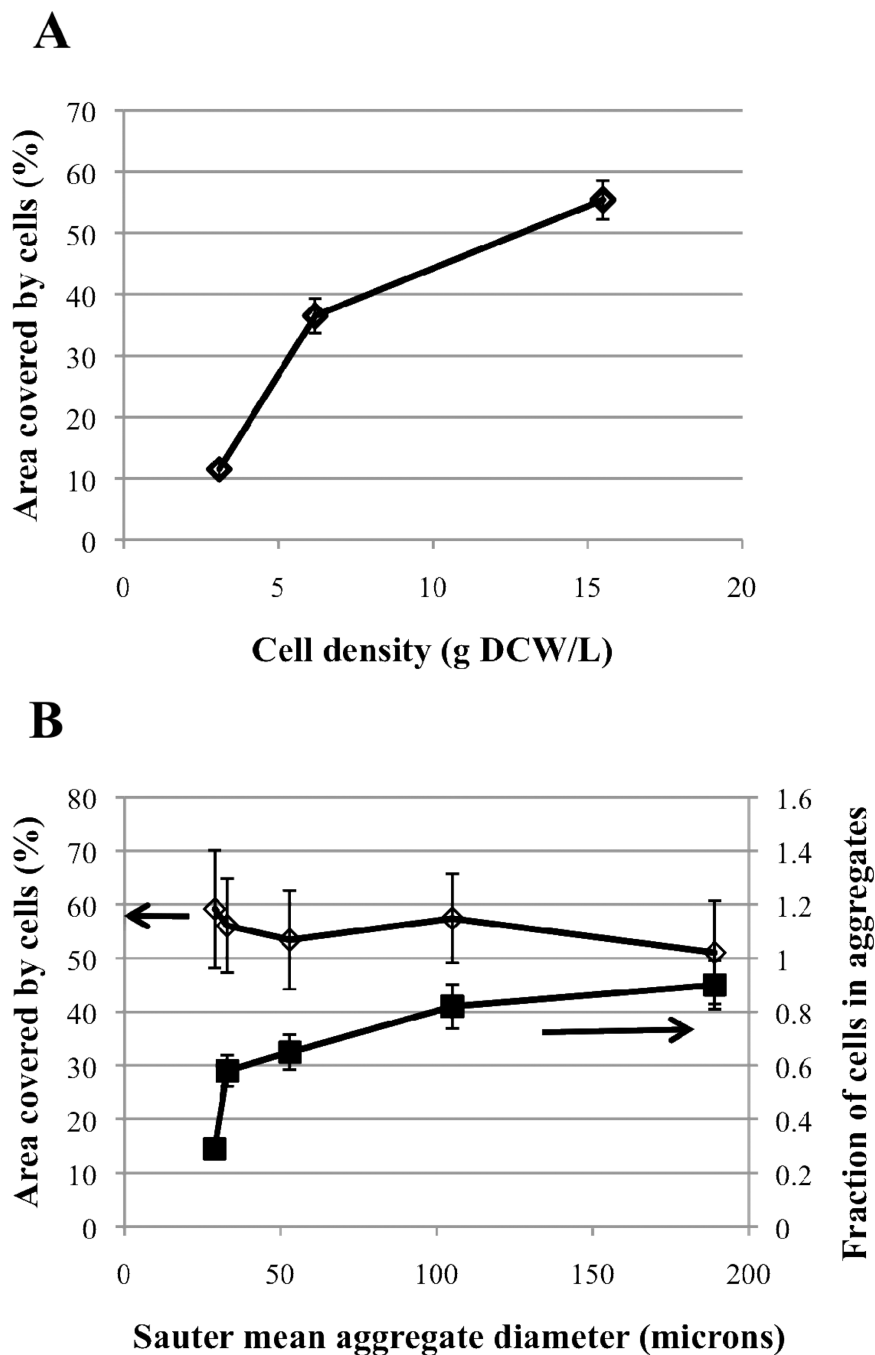 A
Area covered by cells (%)
70
60
50
40
30
20
10
0
0 5 10 15 20
Cell density (g DCW/L)
B
Area covered by cells (%)
80
70
60
50
40
30
20
10
0
1.6
1.4
1.2
1
0.8
0.6
0.4
0.2
0
Fraction of cells in aggregates
0 50 100 150 200
Sauter mean aggregate diameter (microns)